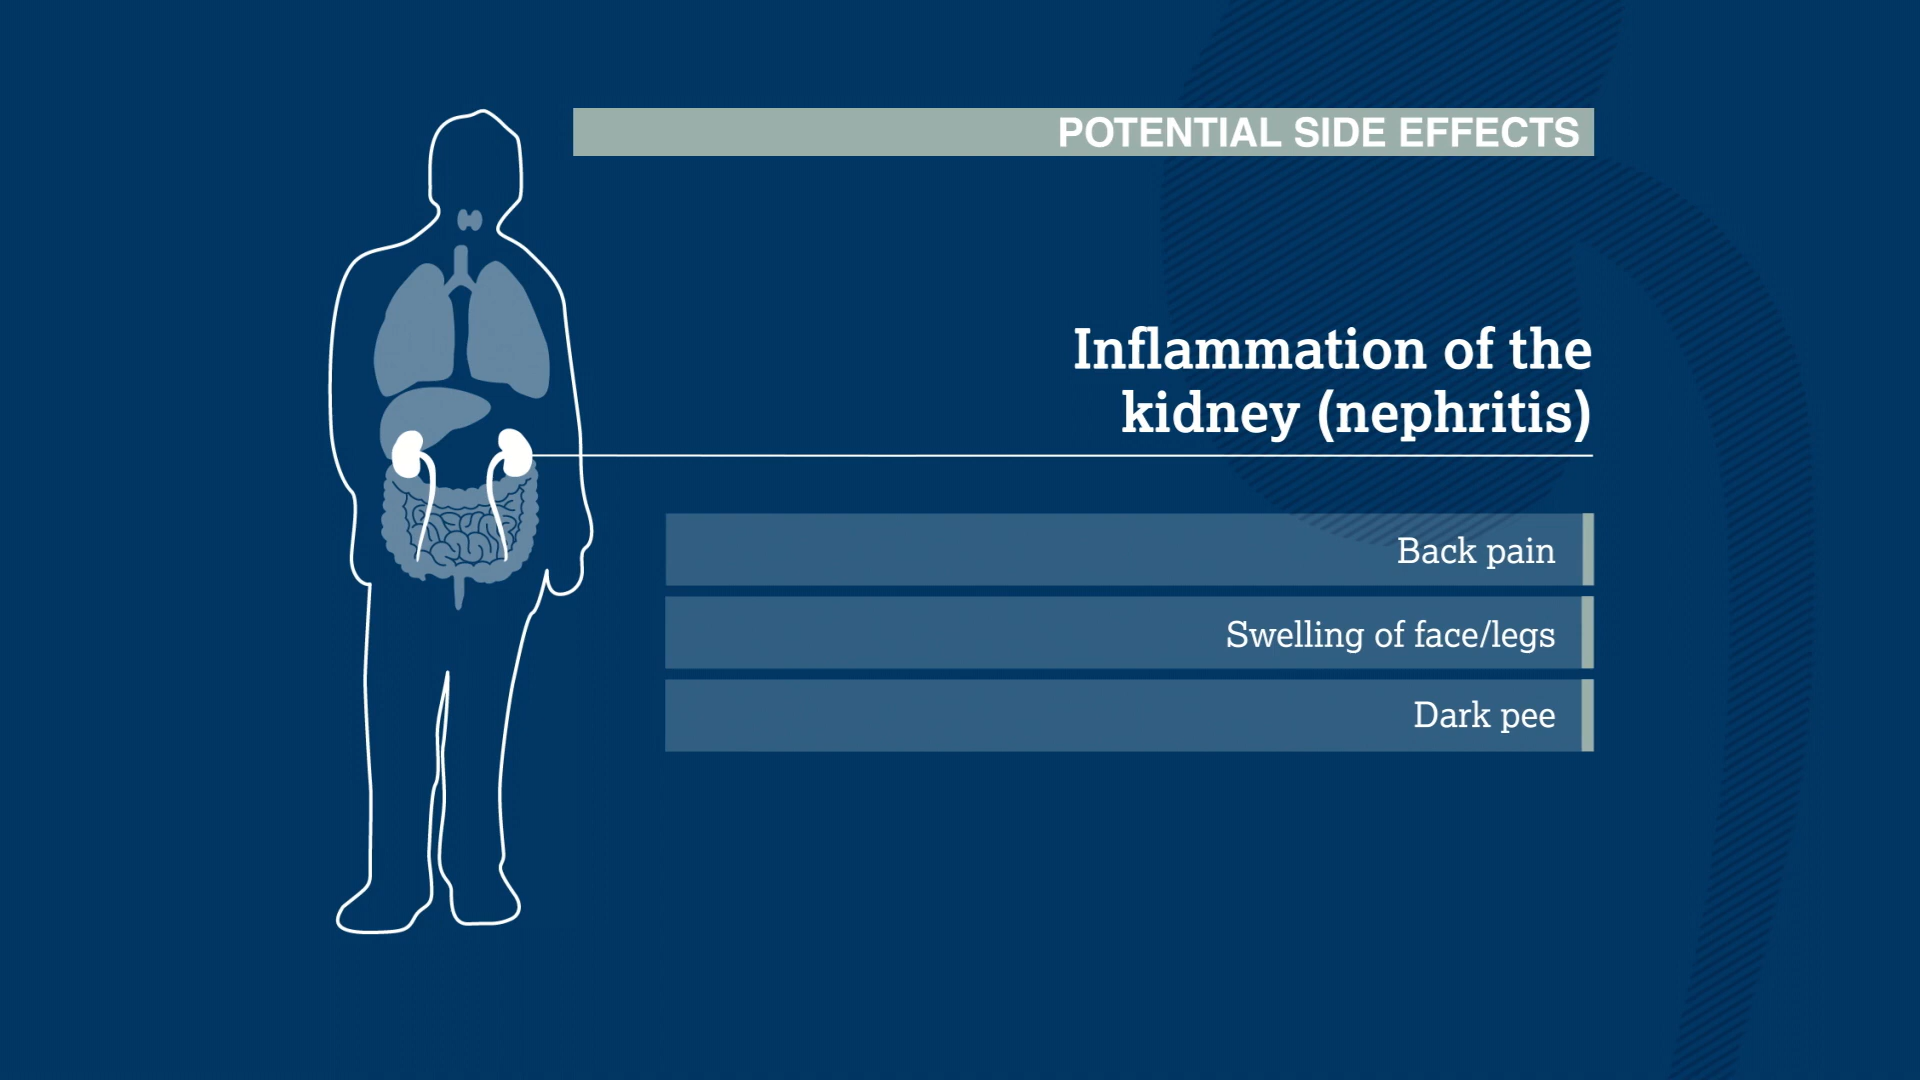 POTENTIAL SIDE EFFECTS
Inflammation of the
kidney (nephritis)
Back pain
Swelling of face/legs
Dark pee